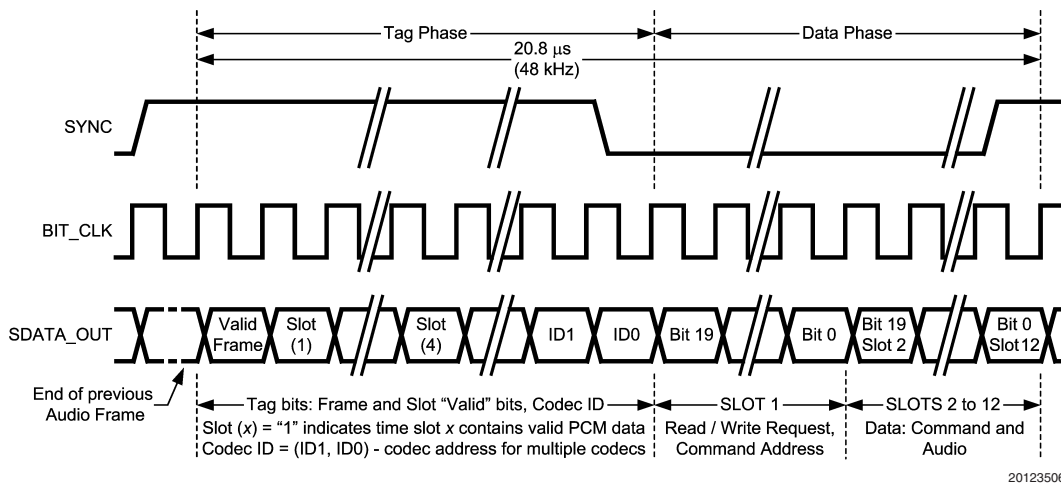 Tag Phase
Data Phase
20.8 μs
(48 kHz)
SYNC
BIT_CLK
SDATA_OUT
Valid
Frame
Slot
(1)
Slot
(4)
ID1
ID0
Bit 19
Bit 0
Bit 19
Slot 2
Bit 0
Slot 12
End of previous
Audio Frame
Tag bits: Frame and Slot “Valid” bits, Codec ID
Slot (x) = “1” indicates time slot x contains valid PCM data
Codec ID = (ID1, ID0) - codec address for multiple codecs
SLOT 1
Read / Write Request,
Command Address
SLOTS 2 to 12
Data: Command and
Audio
20123506